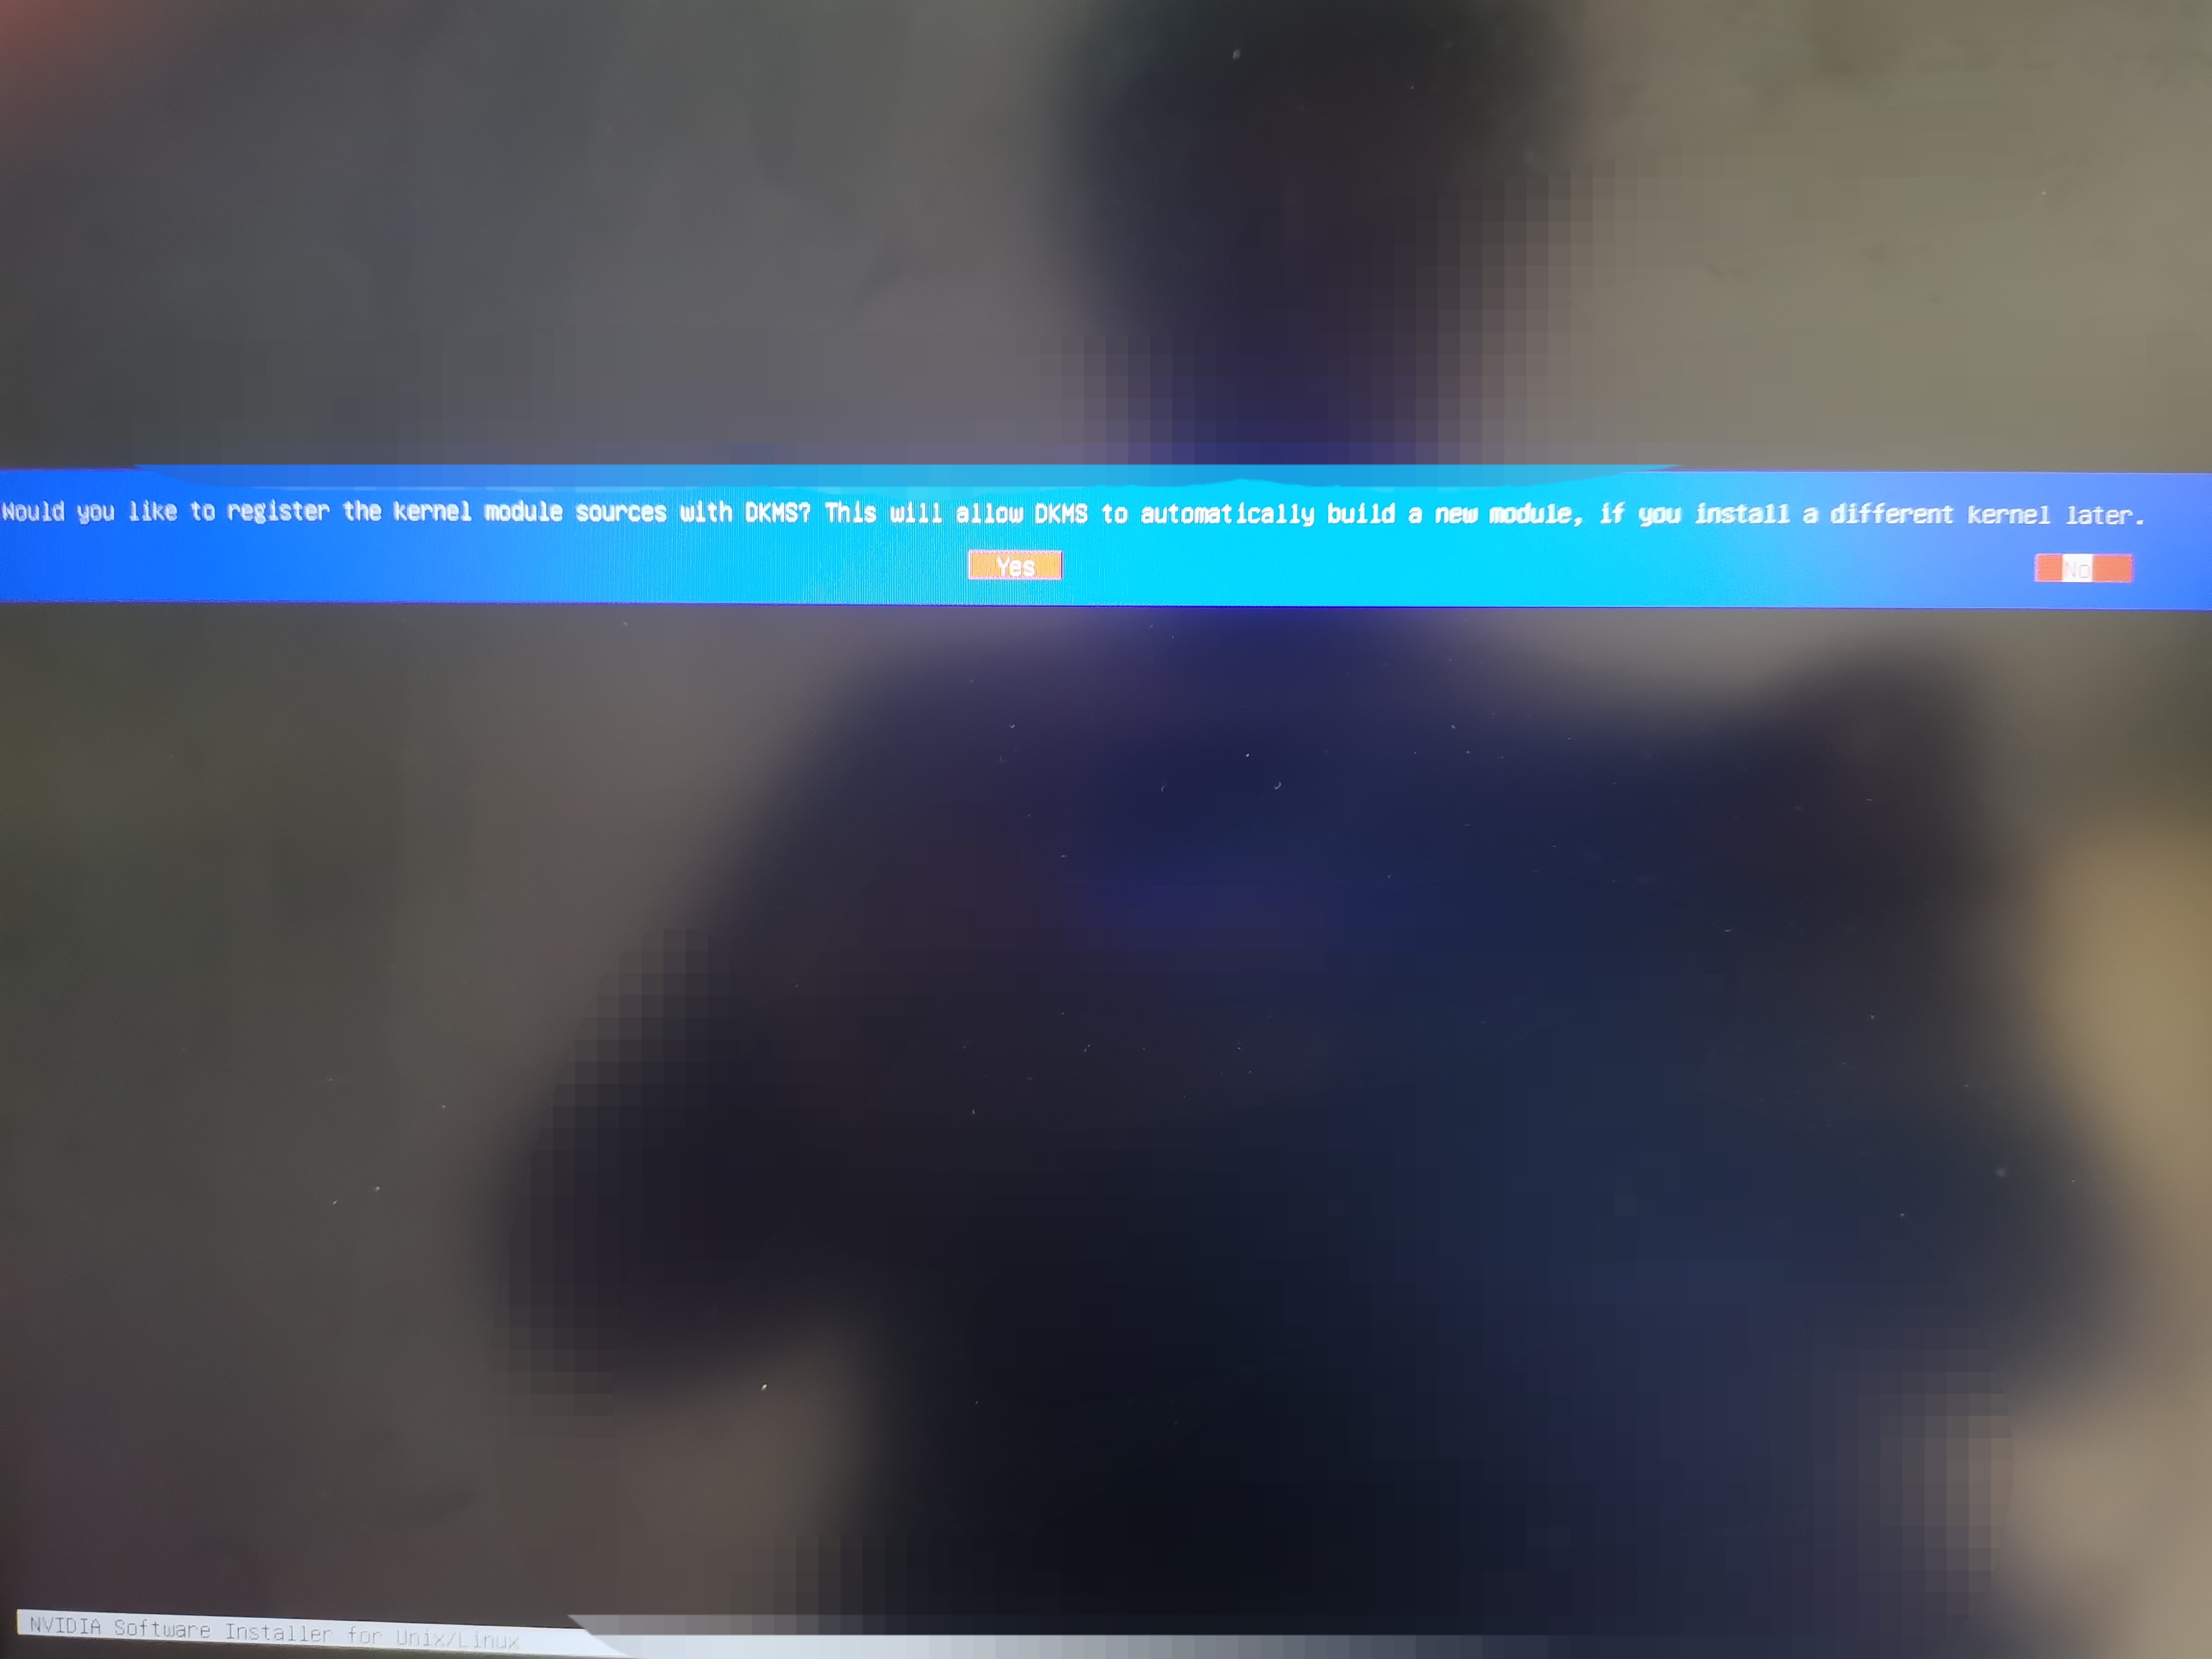 Would you like to register the kernel module sources with DKMS? This will allow DKMS to automatically build a new module, if you install a different kernel later.
Yes No
NVIDIA Software Installer for Unix/Linux